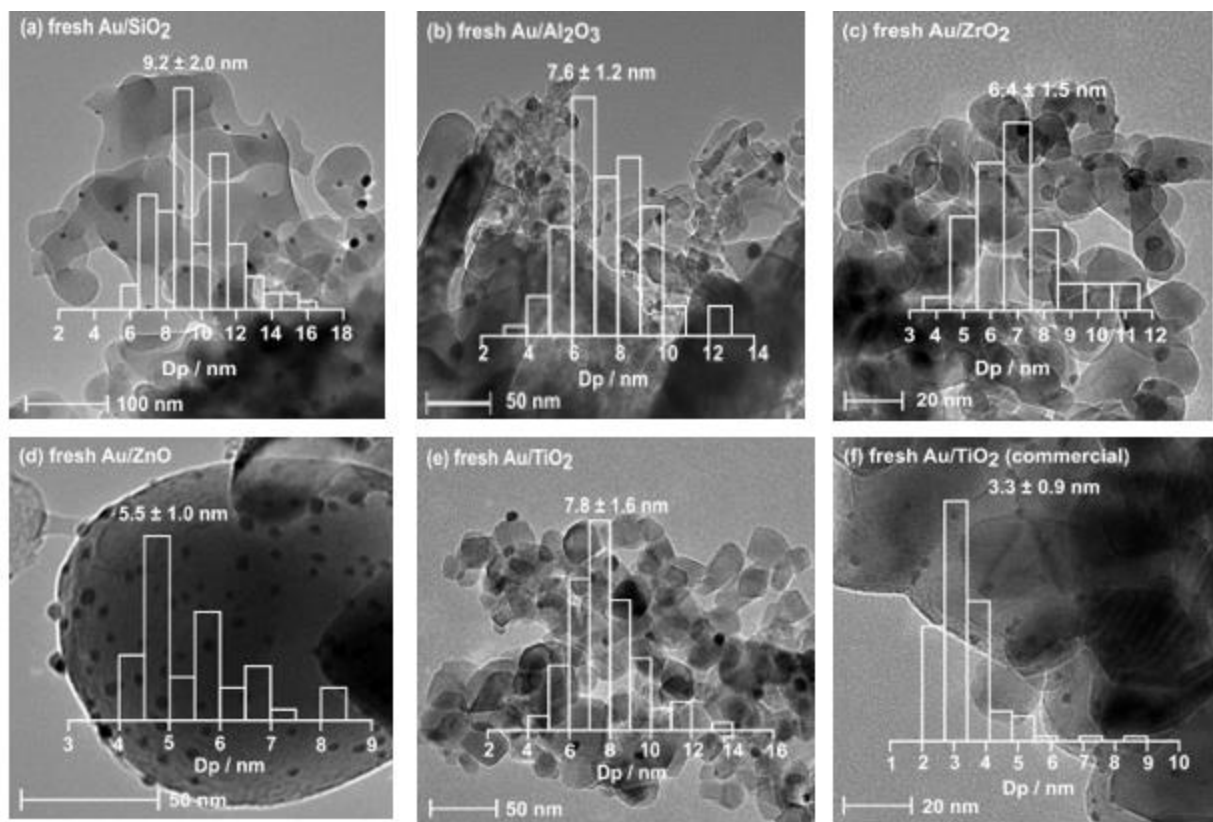 (a) fresh Au/SiO2
9.2 ± 2.0 nm
2 4 6 8 10 12 14 16 18
Dp / nm
100 nm
(b) fresh Au/Al2O3
7.6 ± 1.2 nm
2 4 6 8 10 12 14
Dp / nm
50 nm
(c) fresh Au/ZrO2
6.4 ± 1.5 nm
3 4 5 6 7 8 9 10 11 12
Dp / nm
20 nm
(d) fresh Au/ZnO
5.5 ± 1.0 nm
3 4 5 6 7 8 9
Dp / nm
50 nm
(e) fresh Au/TiO2
7.8 ± 1.6 nm
2 4 6 8 10 12 14 16
Dp / nm
50 nm
(f) fresh Au/TiO2 (commercial)
3.3 ± 0.9 nm
1 2 3 4 5 6 7 8 9 10
Dp / nm
20 nm